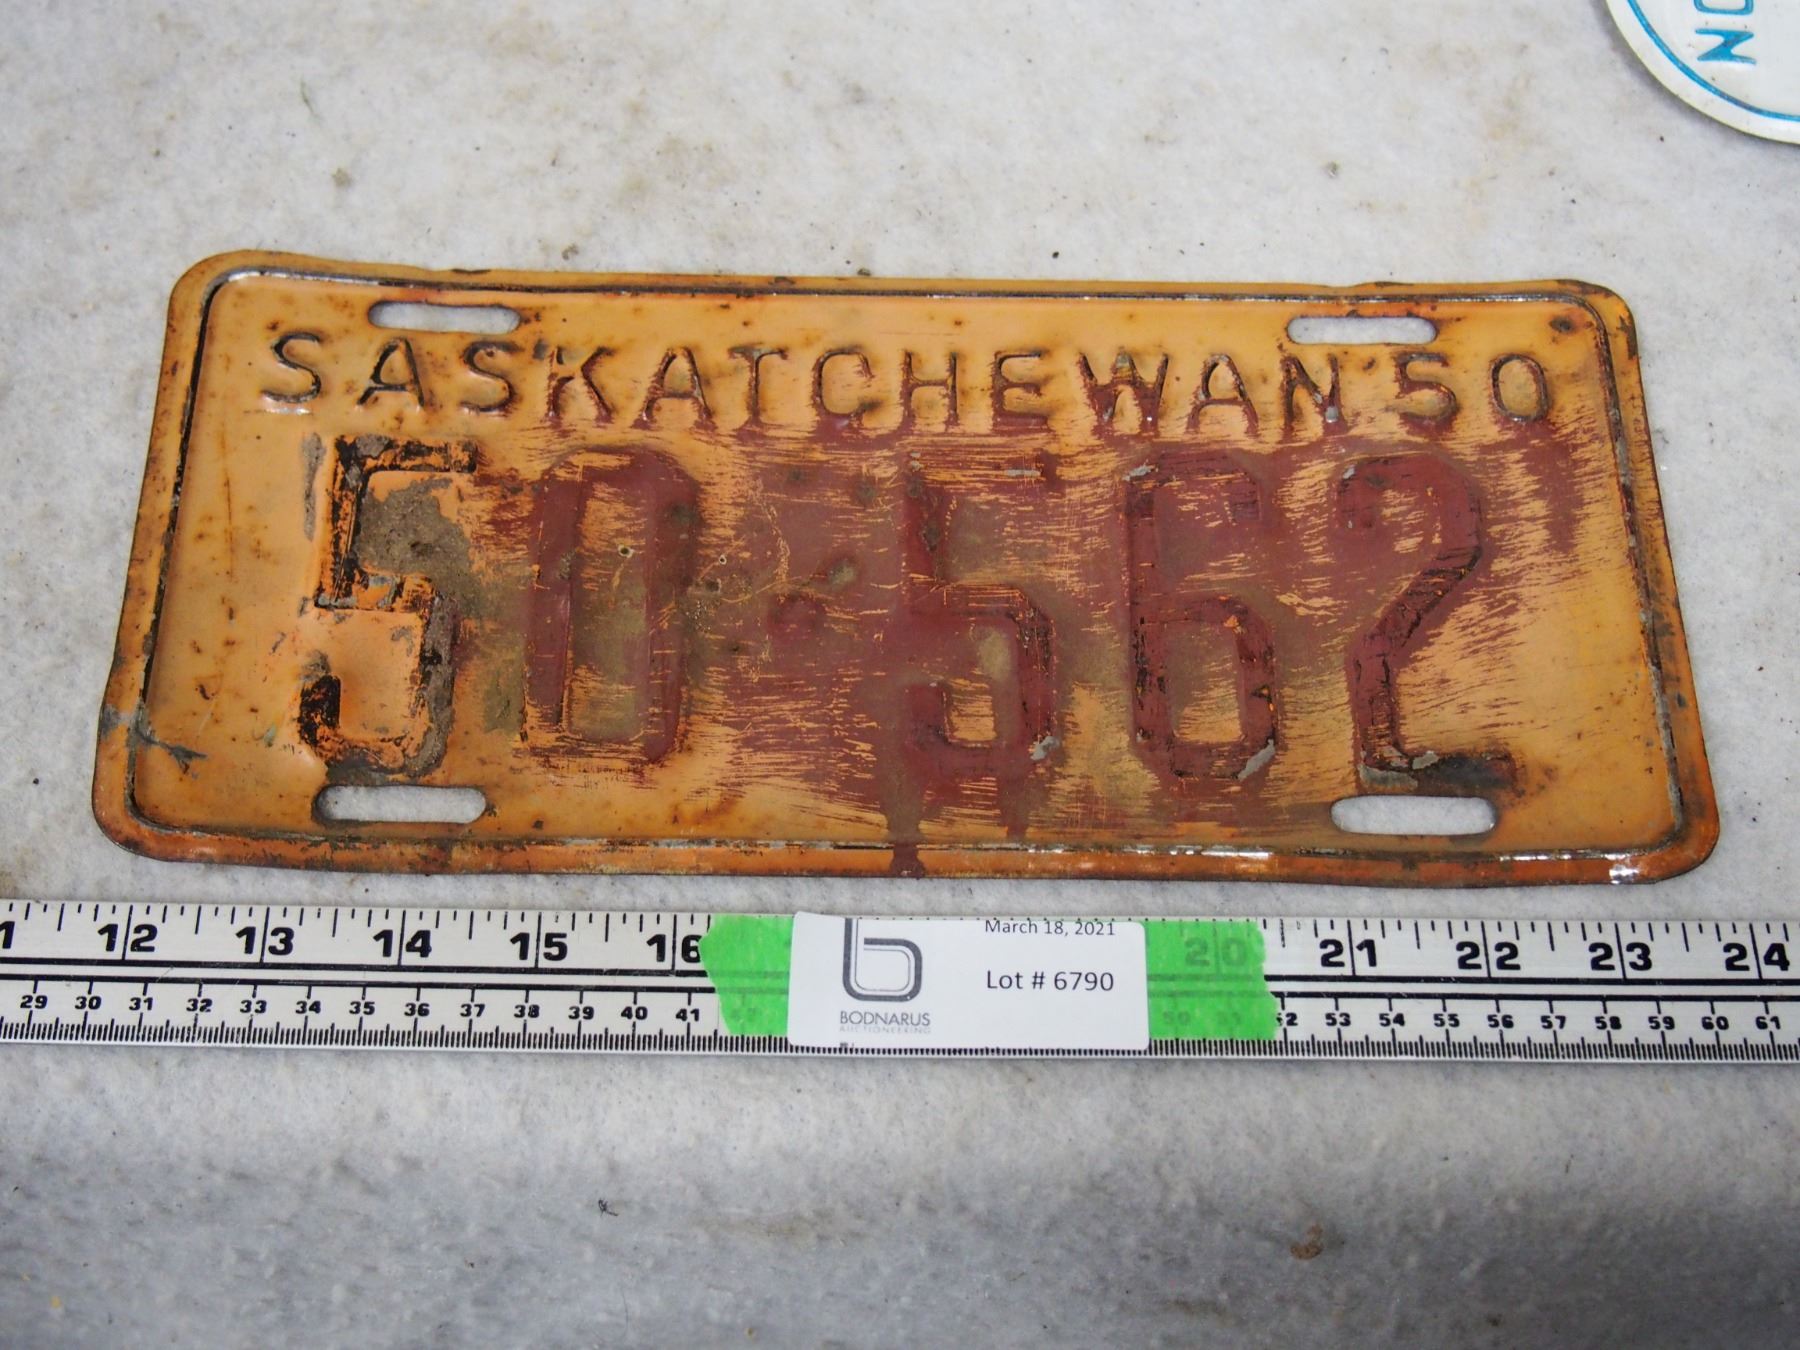 NO
SASKATCHEWAN 50
50-562
12 13 14 15 16 20 21 22 23 24
29 30 31 32 33 34 35 36 37 38 39 40 41 53 54 55 56 57 58 59 60 61
March 18, 2021
Lot # 6790
BODNARUS
AUCTIONEERING